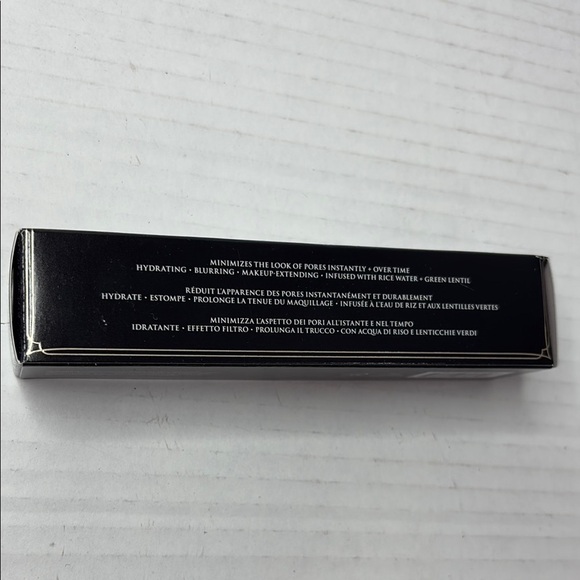 MINIMIZES THE LOOK OF PORES INSTANTLY + OVER TIME
HYDRATING • BLURRING • MAKEUP-EXTENDING • INFUSED WITH RICE WATER + GREEN LENTIL
RÉDUIT L'APPARENCE DES PORES INSTANTANÉMENT ET DURABLEMENT
HYDRATE • ESTOMPE • PROLONGE LA TENUE DU MAQUILLAGE • INFUSÉE À L'EAU DE RIZ ET AUX LENTILLES VERTES
MINIMIZZA L'ASPETTO DEI PORI ALL'ISTANTE E NEL TEMPO
IDRATANTE • EFFETTO FILTRO • PROLUNGA IL TRUCCO • CON ACQUA DI RISO E LENTICCHIE VERDI